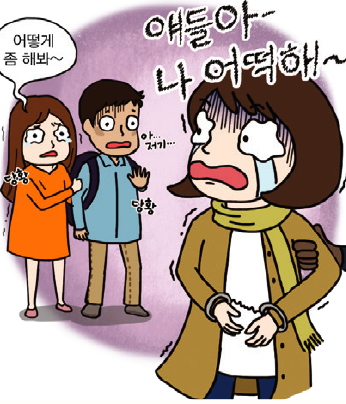 어떻게
좀 해봐~
얘들아~
나 어떡해~
아...
저기...
당황
당황